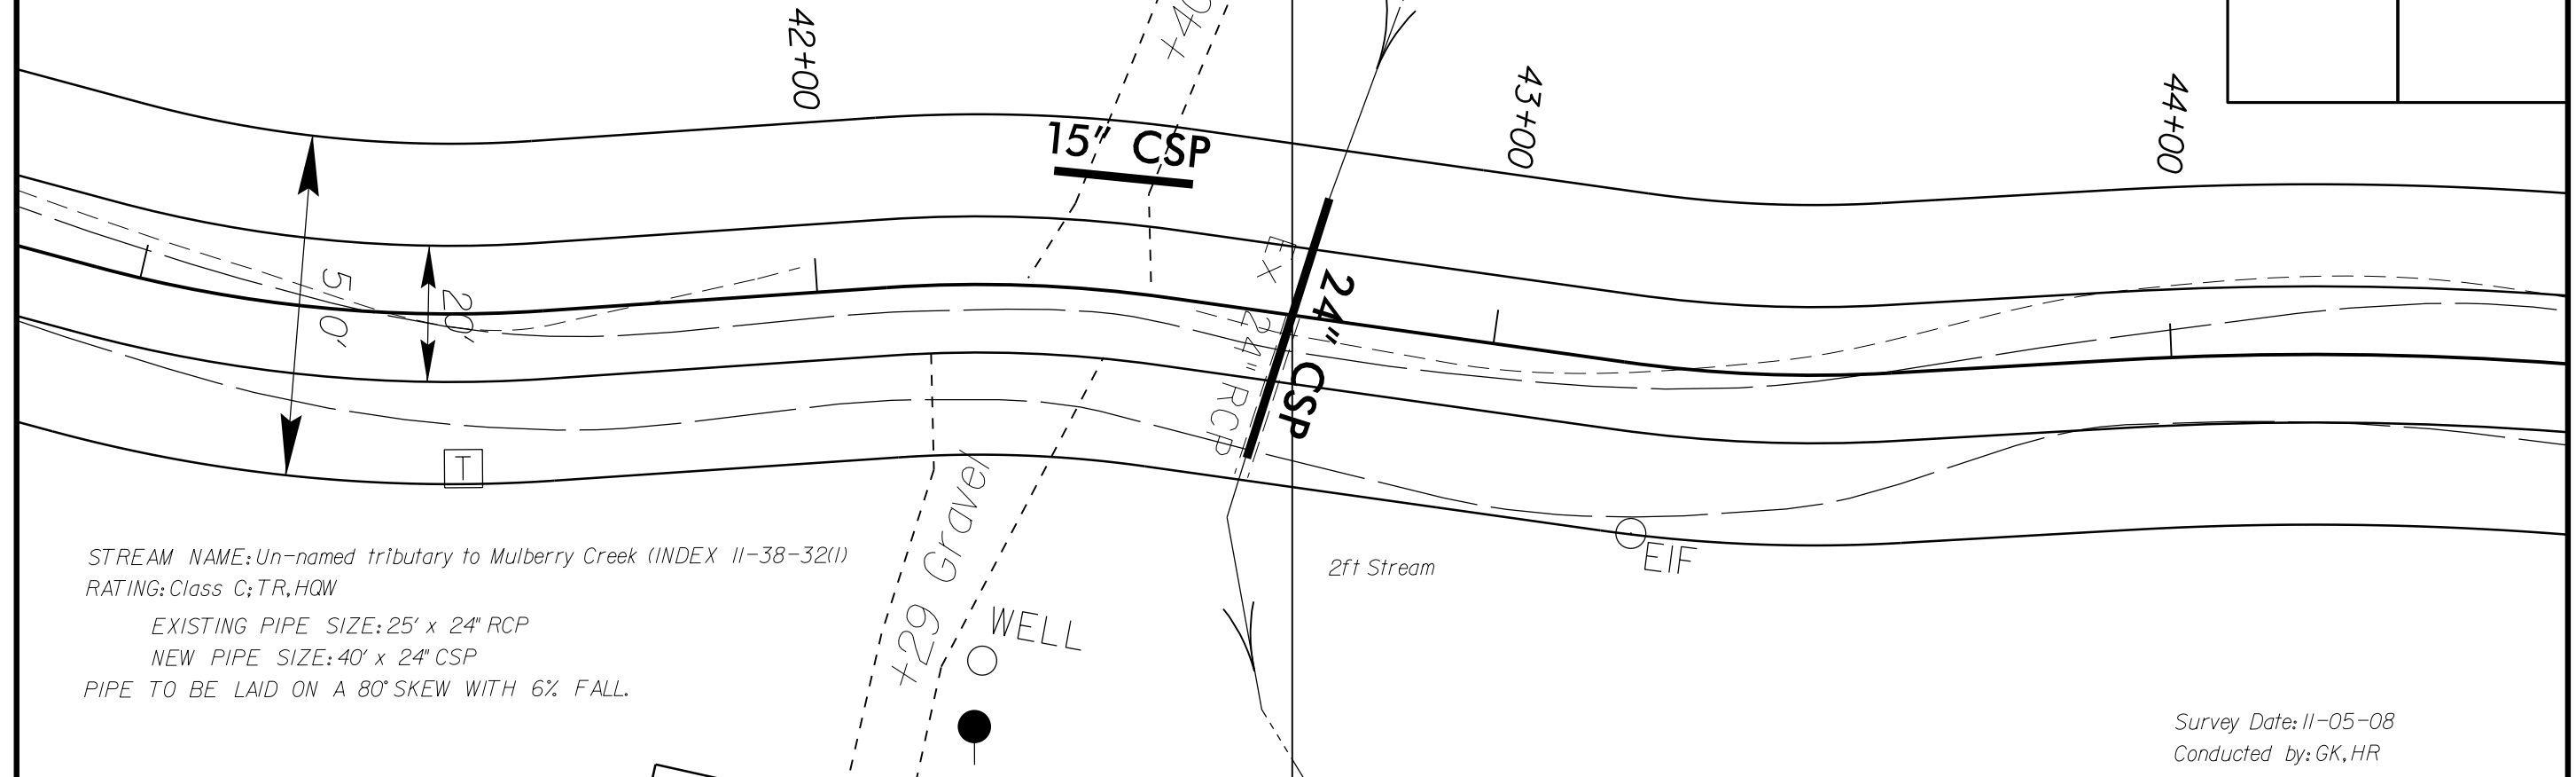 42+00
+40
43+00
44+00
15" CSP
EX 24" RCP
24" CSP
50'
20'
T
+29 Gravel
WELL
2ft Stream
EIF
STREAM NAME: Un-named tributary to Mulberry Creek (INDEX 11-38-32(1)
RATING: Class C; TR, HQW
EXISTING PIPE SIZE: 25' x 24" RCP
NEW PIPE SIZE: 40' x 24" CSP
PIPE TO BE LAID ON A 80° SKEW WITH 6% FALL.
Survey Date: 11-05-08
Conducted by: GK, HR